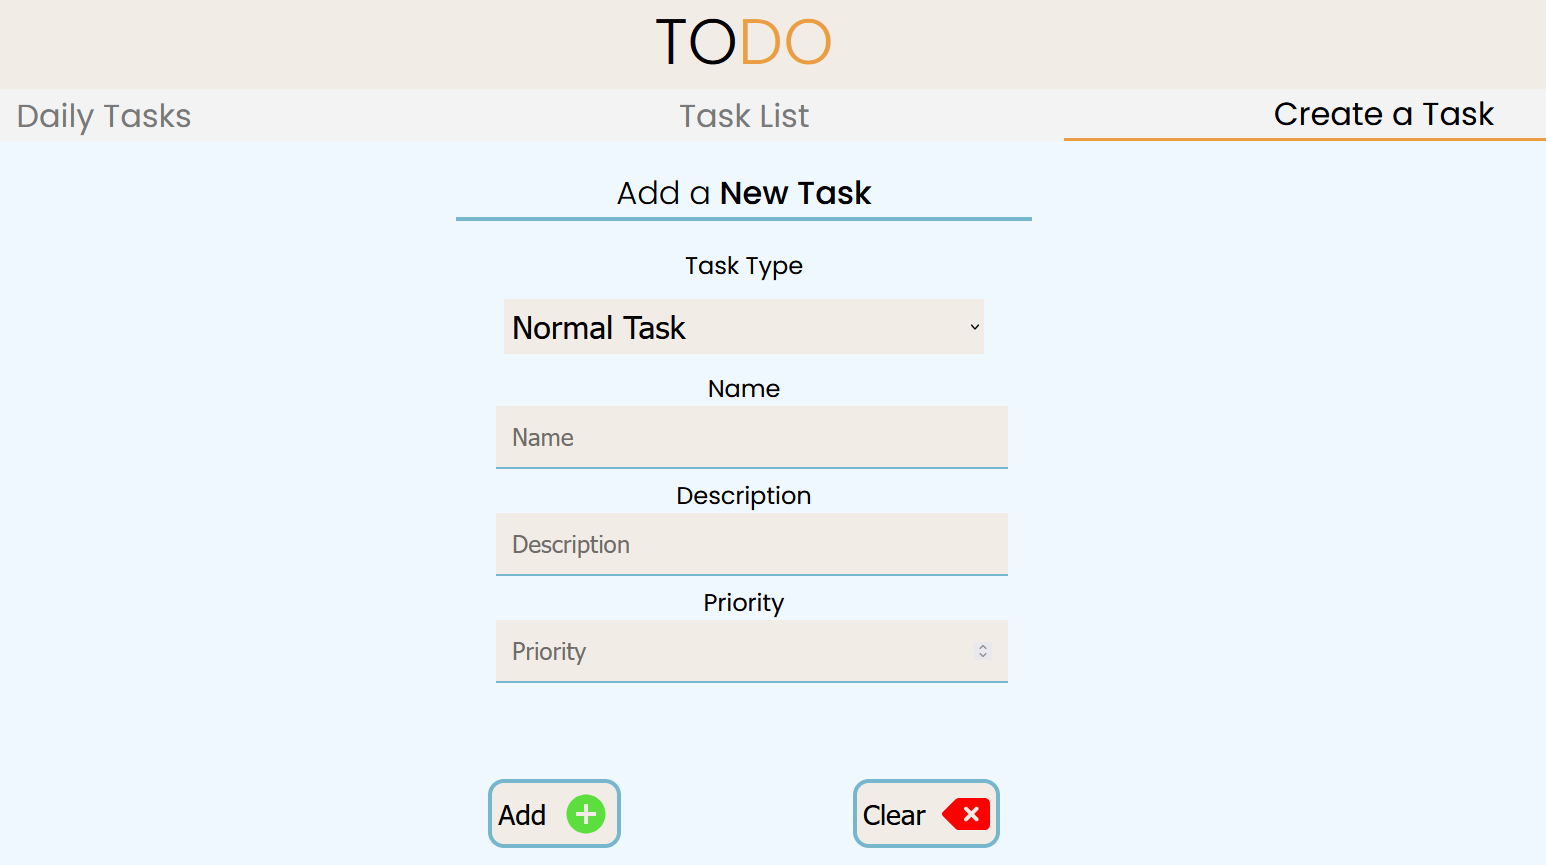 TODO
Daily Tasks Task List Create a Task
Add a New Task
Task Type
Normal Task
Name
Name
Description
Description
Priority
Priority
Add Clear